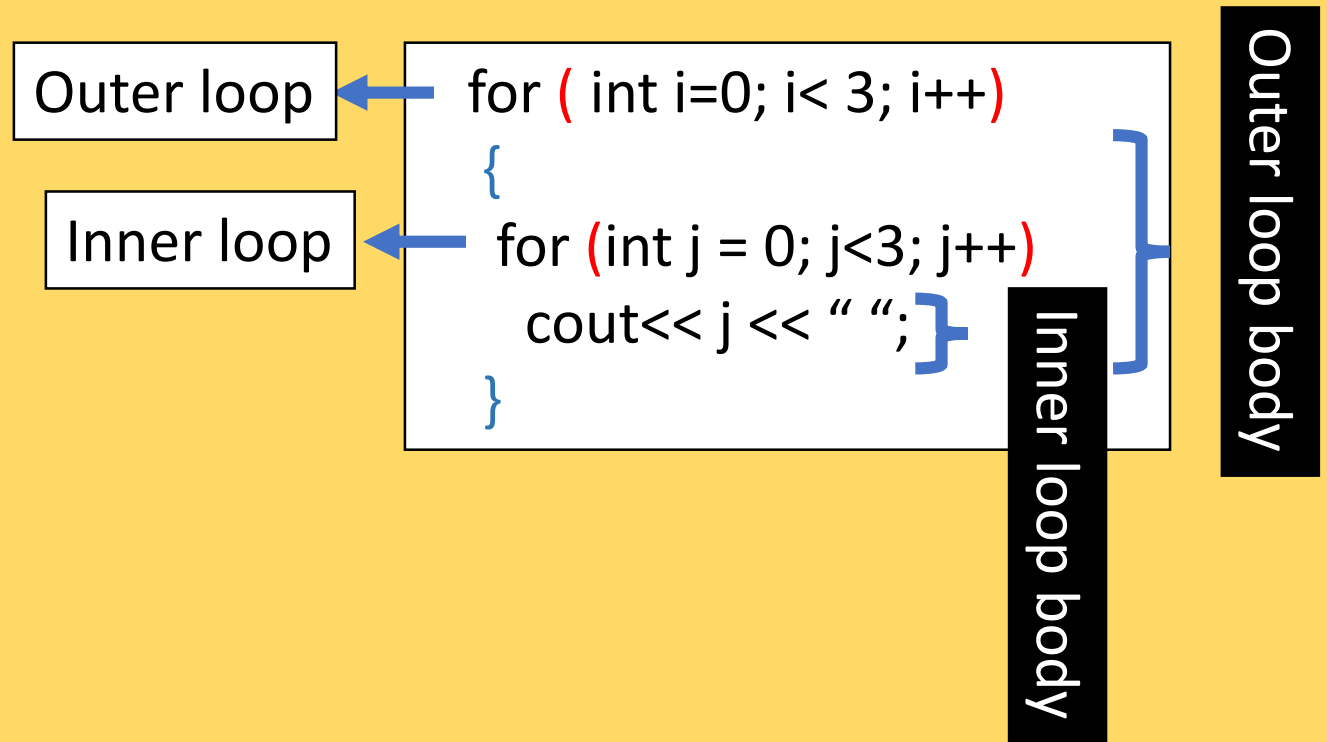 Outer loop
for ( int i=0; i< 3; i++)
{
Inner loop
for (int j = 0; j<3; j++)
cout<< j << “ “;
}
Inner loop body
Outer loop body